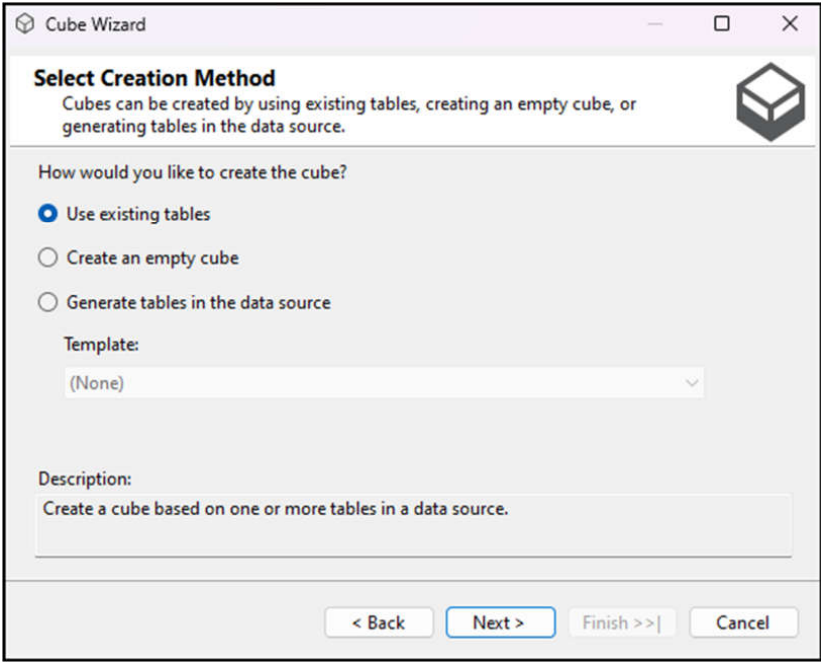 Cube Wizard
Select Creation Method
Cubes can be created by using existing tables, creating an empty cube, or
generating tables in the data source.
How would you like to create the cube?
Use existing tables
Create an empty cube
Generate tables in the data source
Template:
(None)
Description:
Create a cube based on one or more tables in a data source.
< Back Next > Finish >>| Cancel